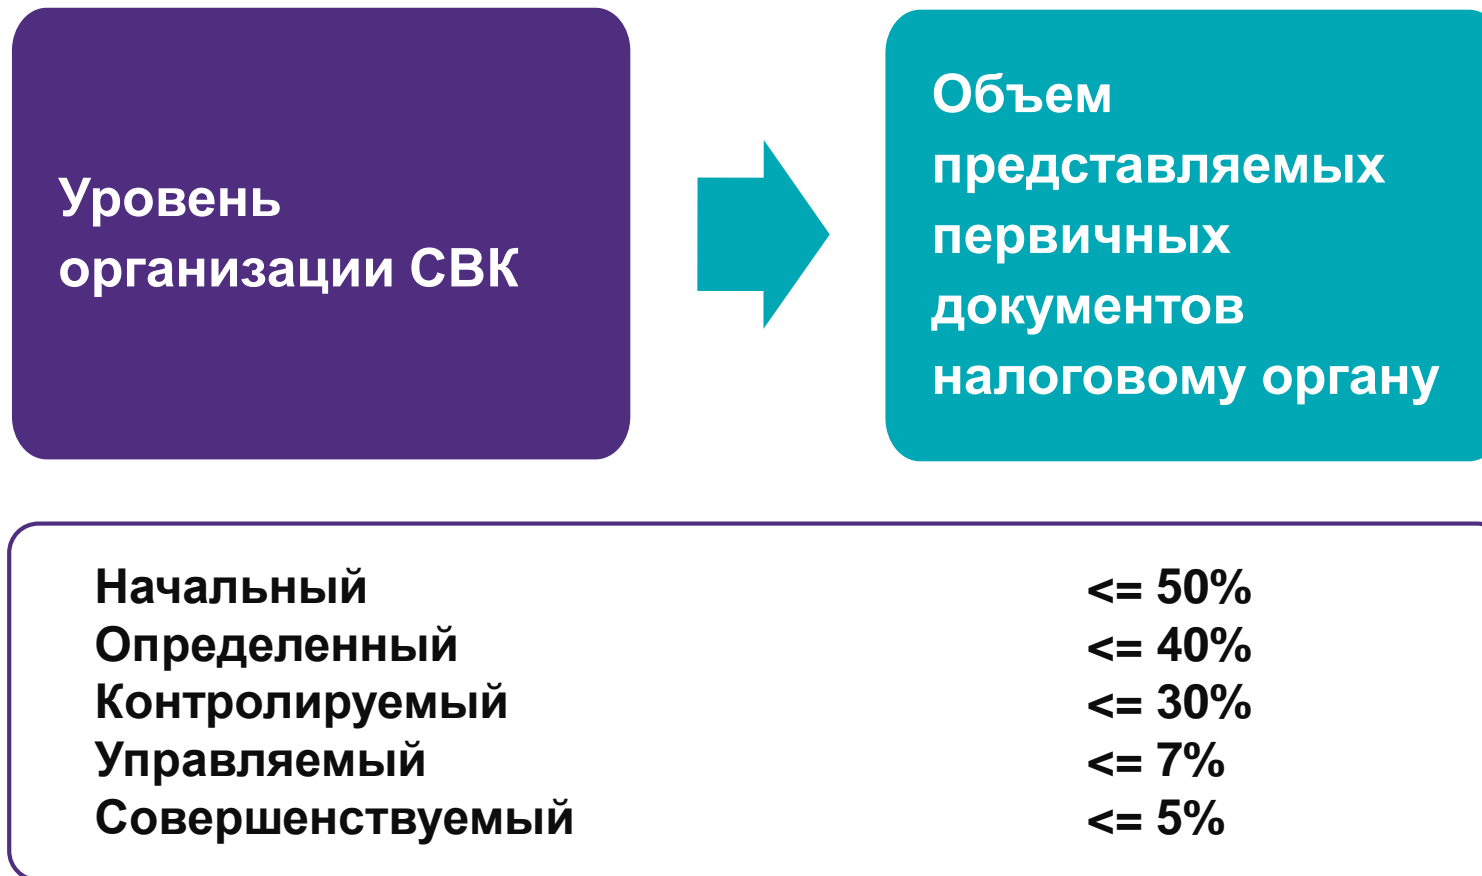 Уровень
организации СВК
Объем
представляемых
первичных
документов
налоговому органу
Начальный <= 50%
Определенный <= 40%
Контролируемый <= 30%
Управляемый <= 7%
Совершенствуемый <= 5%